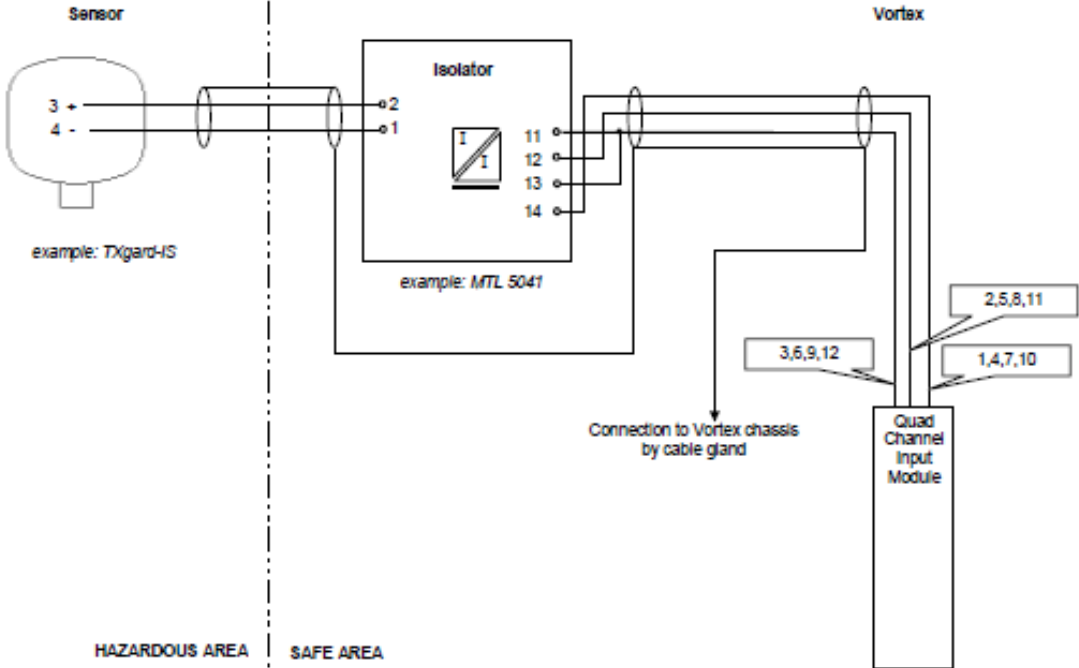 Sensor
Vortex
Isolator
3 +
4 -
2
1
I
I
11
12
13
14
example: TXgard-IS
example: MTL 5041
2,5,8,11
3,6,9,12
1,4,7,10
Connection to Vortex chassis
by cable gland
Quad
Channel
Input
Module
HAZARDOUS AREA
SAFE AREA